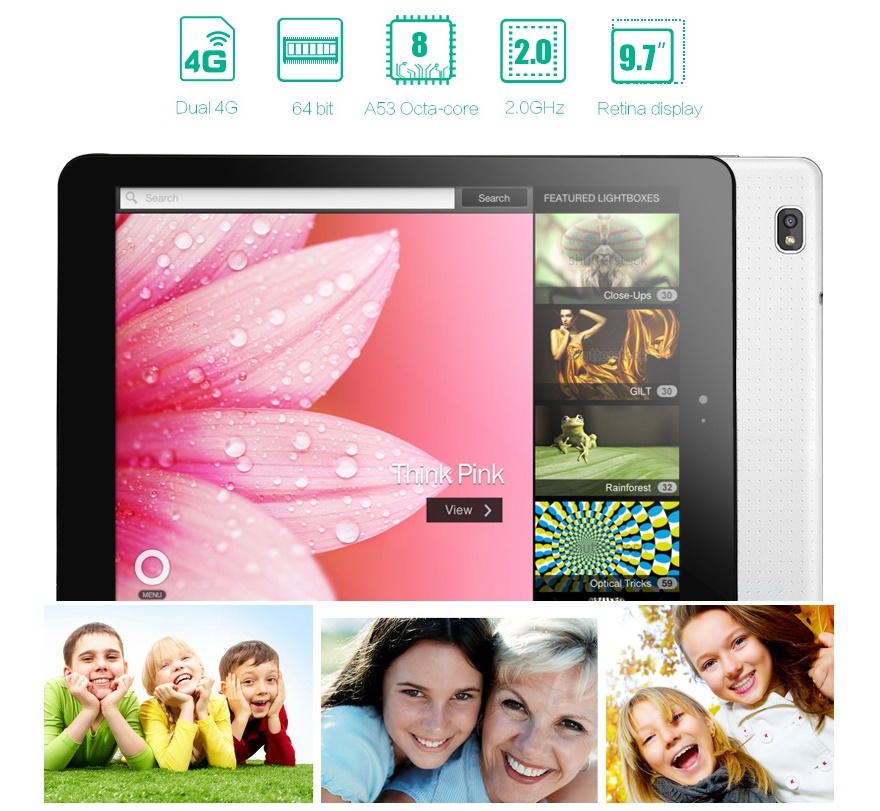 4G
8
2.0
9.7"
Dual 4G
64 bit
A53 Octa-core
2.0GHz
Retina display
Search
Search
FEATURED LIGHTBOXES
shutterstock
Close-Ups 30
GILT 30
Rainforest 32
Optical Tricks 59
Think Pink
View
MENU